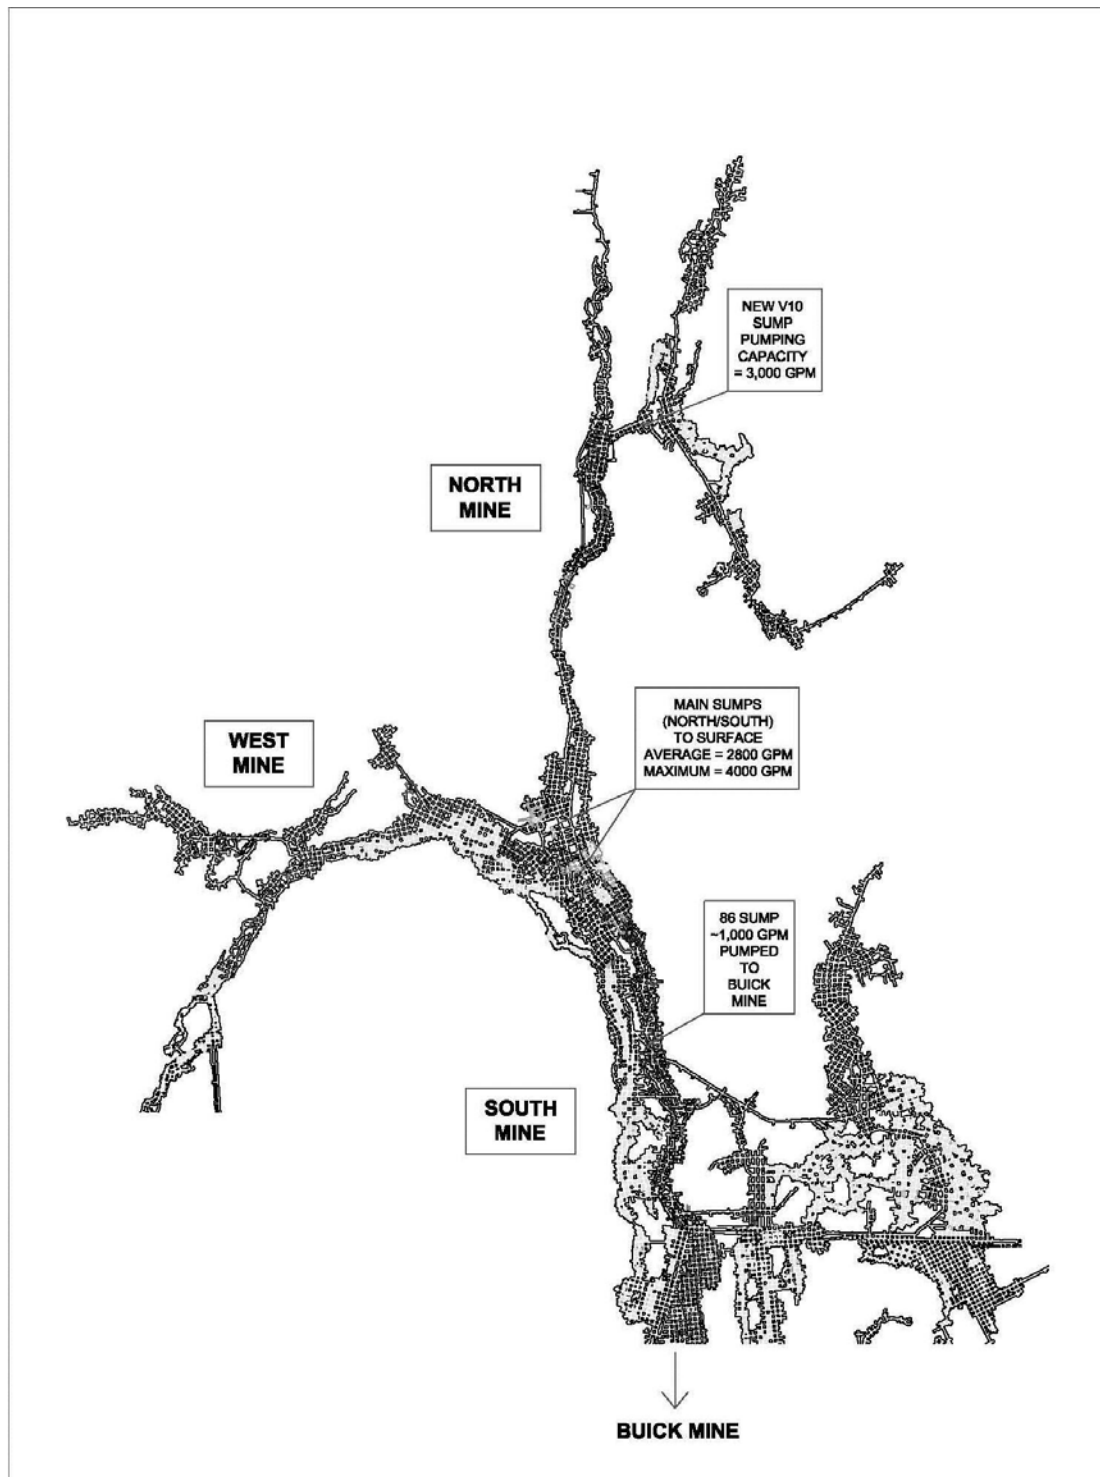 NEW V10
SUMP
PUMPING
CAPACITY
= 3,000 GPM
NORTH
MINE
MAIN SUMPS
(NORTH/SOUTH)
TO SURFACE
AVERAGE = 2800 GPM
MAXIMUM = 4000 GPM
WEST
MINE
86 SUMP
~1,000 GPM
PUMPED
TO
BUICK
MINE
SOUTH
MINE
BUICK MINE